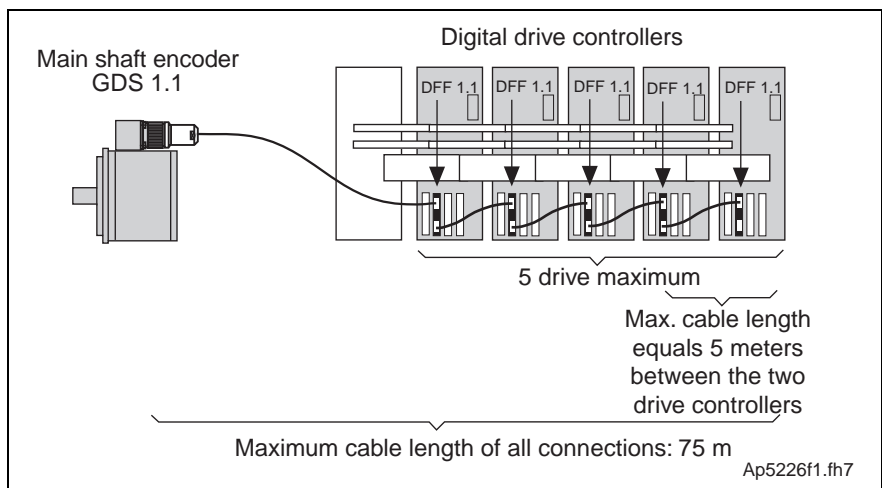 Digital drive controllers
Main shaft encoder
GDS 1.1
DFF 1.1
DFF 1.1
DFF 1.1
DFF 1.1
DFF 1.1
5 drive maximum
Max. cable length
equals 5 meters
between the two
drive controllers
Maximum cable length of all connections: 75 m
Ap5226f1.fh7